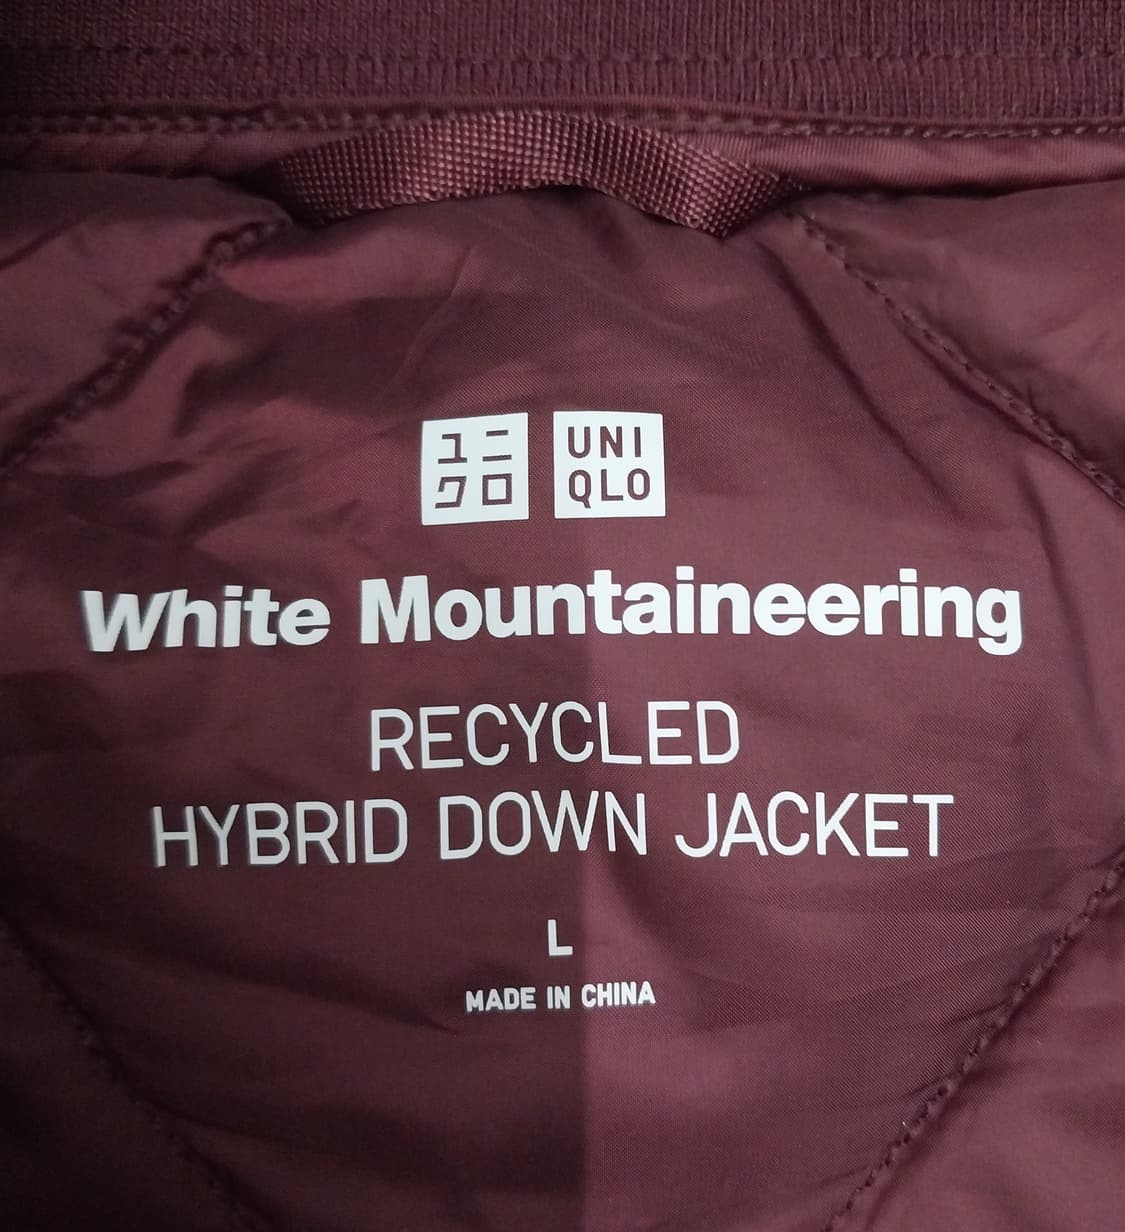 ユニ
クロ
UNI
QLO
White Mountaineering
RECYCLED
HYBRID DOWN JACKET
L
MADE IN CHINA